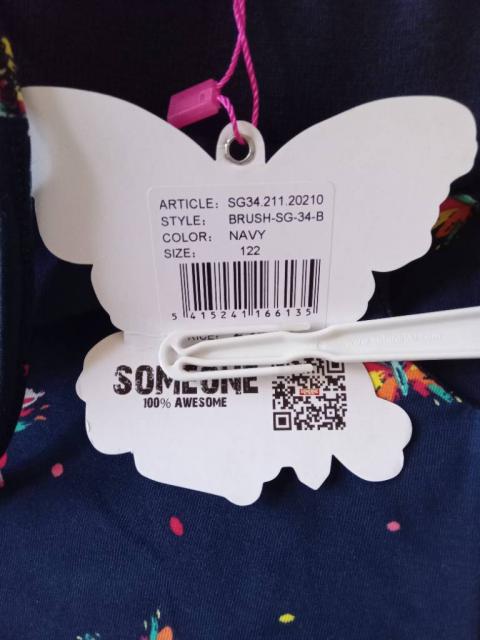 ARTICLE: SG34.211.20210
STYLE: BRUSH-SG-34-B
COLOR: NAVY
SIZE: 122
5 415241 166135
SOMEONE
100% AWESOME